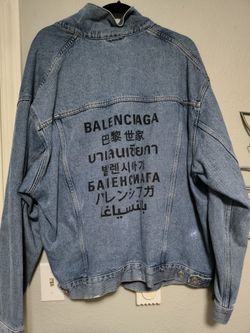 BALENCIAGA
巴黎 世家
บาเลนเซียกา
발렌시아가
БАЛЕНСИАГА
バレンシアガ
بالنسياغا